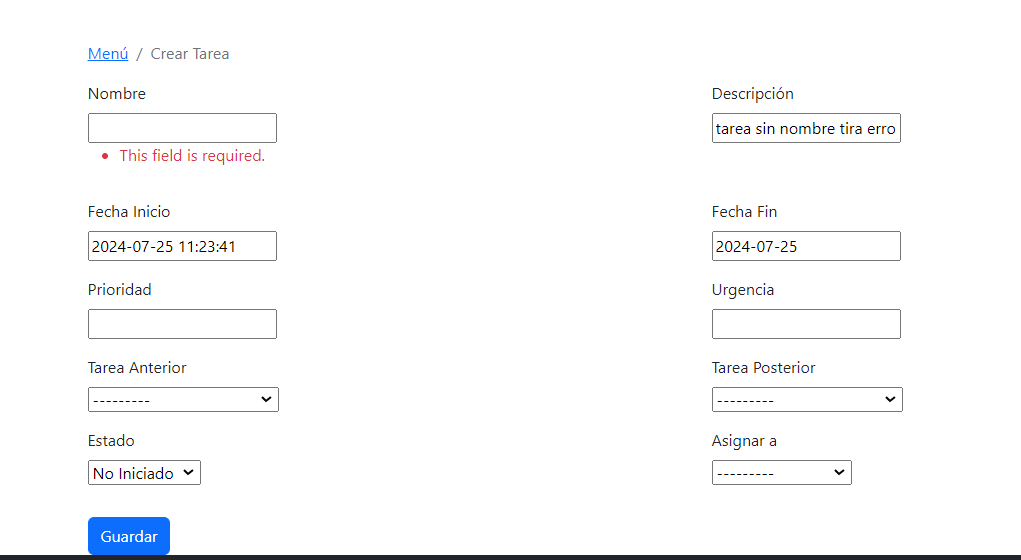 Menú / Crear Tarea
Nombre
Descripción
tarea sin nombre tira erro
This field is required.
Fecha Inicio
Fecha Fin
2024-07-25 11:23:41
2024-07-25
Prioridad
Urgencia
Tarea Anterior
Tarea Posterior
---------
---------
Estado
Asignar a
No Iniciado
---------
Guardar